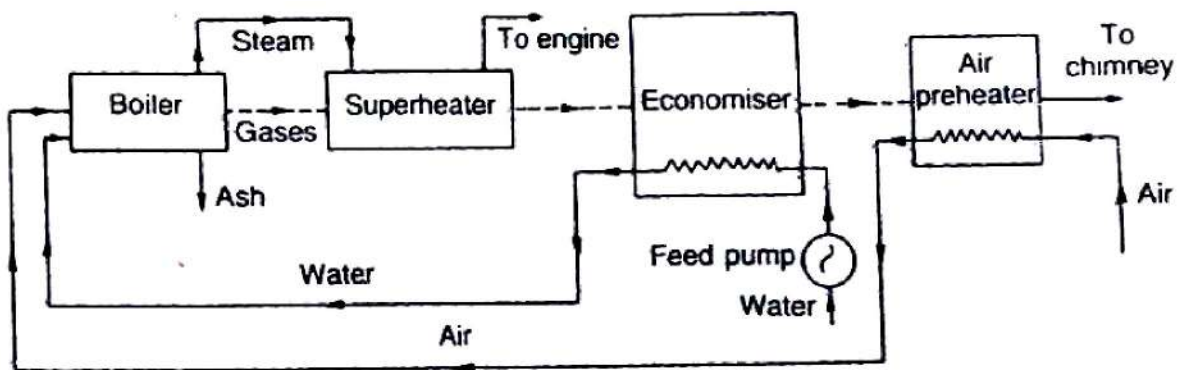 Steam
To engine
To
chimney
Boiler
Gases
Superheater
Economiser
Air
preheater
Ash
Air
Feed pump
Water
Water
Air